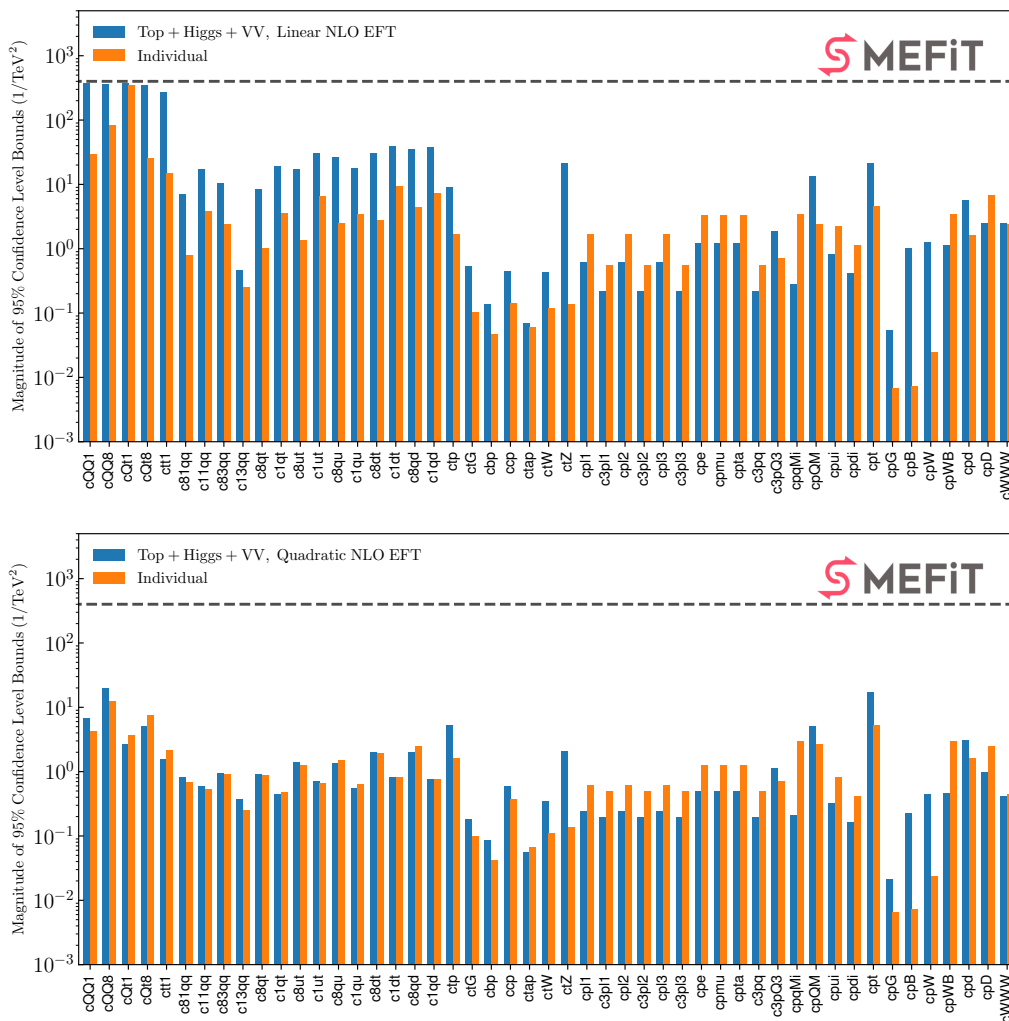 Top + Higgs + VV, Linear NLO EFT
Individual
SMEFiT
Magnitude of 95% Confidence Level Bounds (1/TeV²)
10³
10²
10¹
10⁰
10⁻¹
10⁻²
10⁻³
cQQ1 cQQ8 cQt1 cQt8 ctt1 c81qq c11qq c83qq c13qq c8qt c1qt c8ut c1ut c8qu c1qu c8dt c1dt c8qd c1qd ctp ctG cbp ccp ctap ctW ctZ cpl1 c3pl1 cpl2 c3pl2 cpl3 c3pl3 cpe cpmu cpta c3pq c3pQ3 cpqMi cpQM cpui cpdi cpt cpG cpB cpW cpWB cpd cpD cWWW
Top + Higgs + VV, Quadratic NLO EFT
Individual
SMEFiT
Magnitude of 95% Confidence Level Bounds (1/TeV²)
10³
10²
10¹
10⁰
10⁻¹
10⁻²
10⁻³
cQQ1 cQQ8 cQt1 cQt8 ctt1 c81qq c11qq c83qq c13qq c8qt c1qt c8ut c1ut c8qu c1qu c8dt c1dt c8qd c1qd ctp ctG cbp ccp ctap ctW ctZ cpl1 c3pl1 cpl2 c3pl2 cpl3 c3pl3 cpe cpmu cpta c3pq c3pQ3 cpqMi cpQM cpui cpdi cpt cpG cpB cpW cpWB cpd cpD cWWW